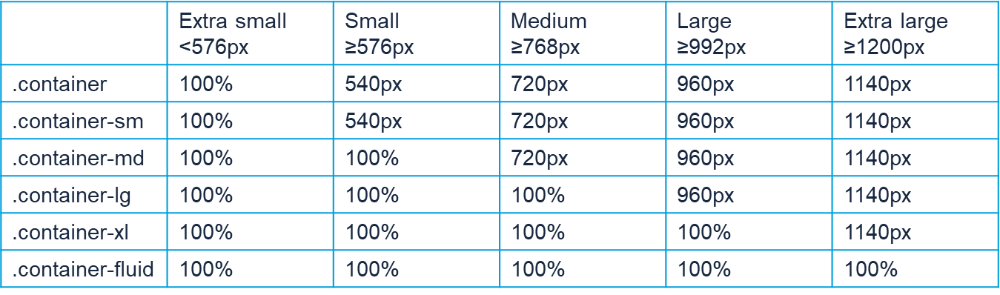 Extra small Small Medium Large Extra large
<576px ≥576px ≥768px ≥992px ≥1200px
.container 100% 540px 720px 960px 1140px
.container-sm 100% 540px 720px 960px 1140px
.container-md 100% 100% 720px 960px 1140px
.container-lg 100% 100% 100% 960px 1140px
.container-xl 100% 100% 100% 100% 1140px
.container-fluid 100% 100% 100% 100% 100%